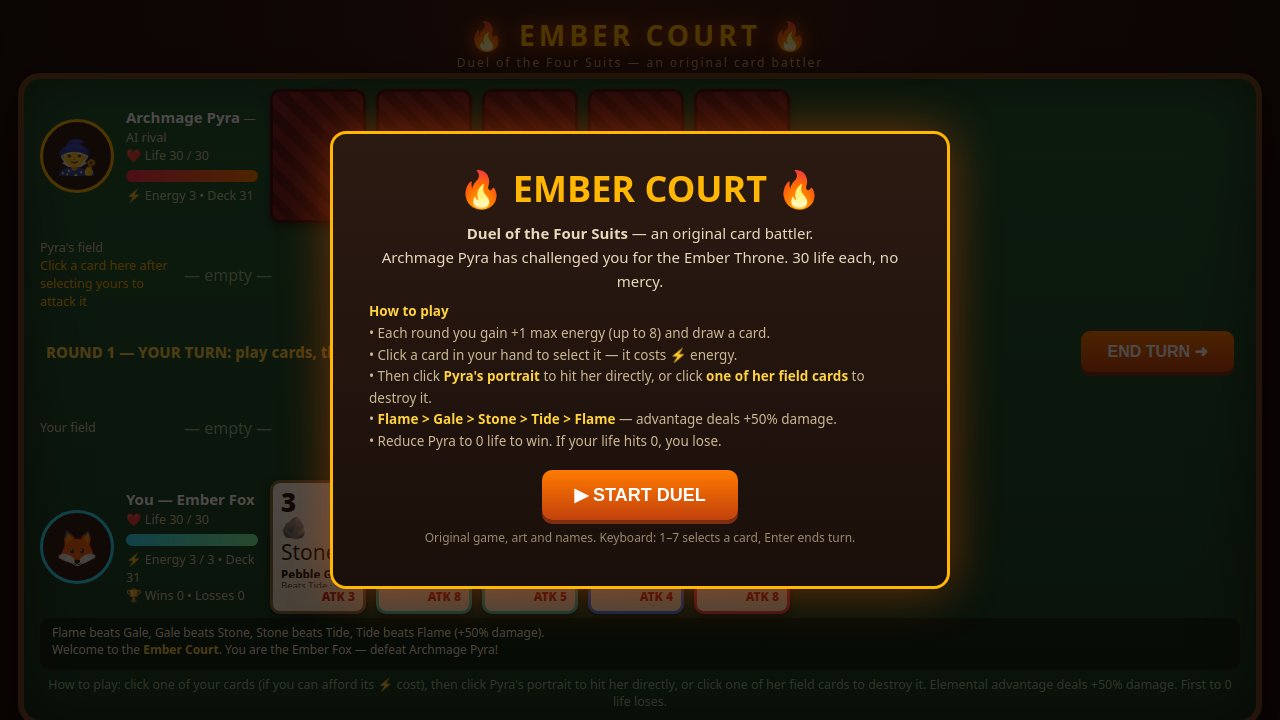 🔥 EMBER COURT 🔥
Duel of the Four Suits — an original card battler
Archmage Pyra —
AI rival
❤️ Life 30 / 30
⚡ Energy 3 • Deck 31
Pyra's field
Click a card here after
selecting yours to
attack it
— empty —
ROUND 1 — YOUR TURN: play cards,
END TURN ➜
Your field
— empty —
You — Ember Fox
❤️ Life 30 / 30
⚡ Energy 3 / 3 • Deck
31
🏆 Wins 0 • Losses 0
3
Stone
Pebble
Beats Tide
ATK 3
ATK 8
ATK 5
ATK 4
ATK 8
🔥 EMBER COURT 🔥
Duel of the Four Suits — an original card battler.
Archmage Pyra has challenged you for the Ember Throne. 30 life each, no
mercy.
How to play
• Each round you gain +1 max energy (up to 8) and draw a card.
• Click a card in your hand to select it — it costs ⚡ energy.
• Then click Pyra's portrait to hit her directly, or click one of her field cards to
destroy it.
• Flame > Gale > Stone > Tide > Flame — advantage deals +50% damage.
• Reduce Pyra to 0 life to win. If your life hits 0, you lose.
▶ START DUEL
Original game, art and names. Keyboard: 1–7 selects a card, Enter ends turn.
Flame beats Gale, Gale beats Stone, Stone beats Tide, Tide beats Flame (+50% damage).
Welcome to the Ember Court. You are the Ember Fox — defeat Archmage Pyra!
How to play: click one of your cards (if you can afford its ⚡ cost), then click Pyra's portrait to hit her directly, or click one of her field cards to destroy it. Elemental advantage deals +50% damage. First to 0
life loses.